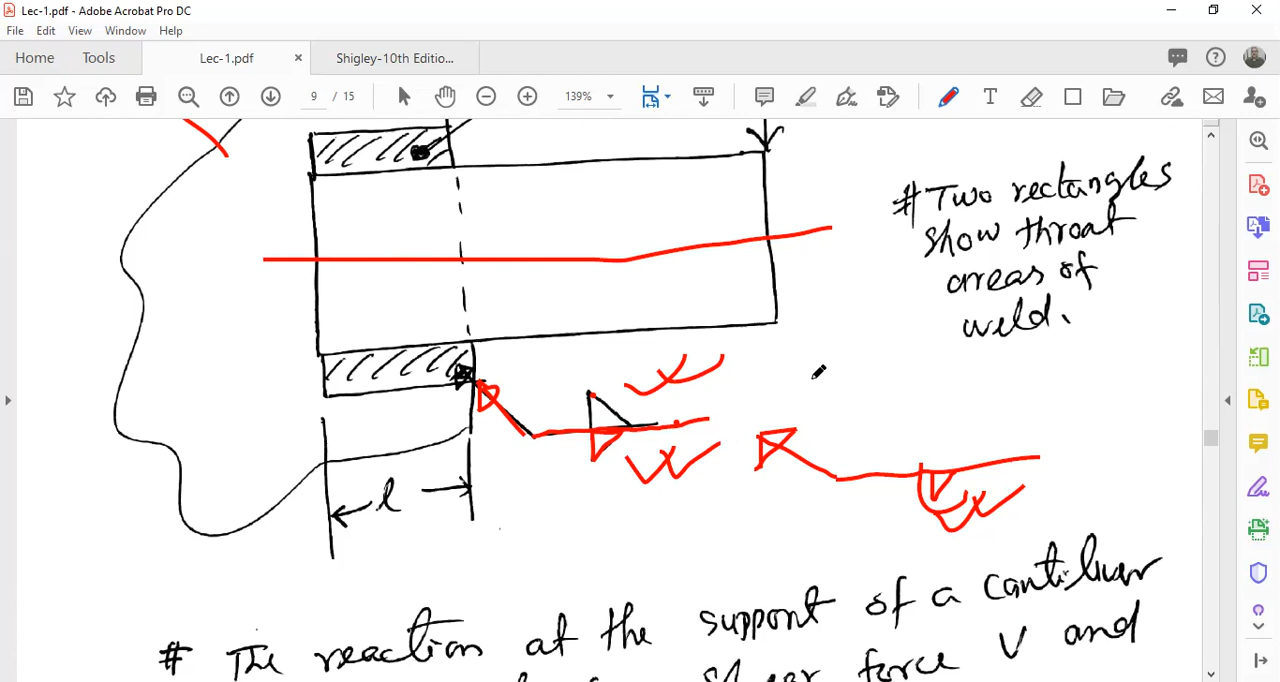 Lec-1.pdf - Adobe Acrobat Pro DC
File Edit View Window Help
Home Tools Lec-1.pdf × Shigley-10th Editio...
9 / 15 139%
# Two rectangles
show throat
areas of
weld.
l
# The reaction at the support of a cantiliver
shear force V and